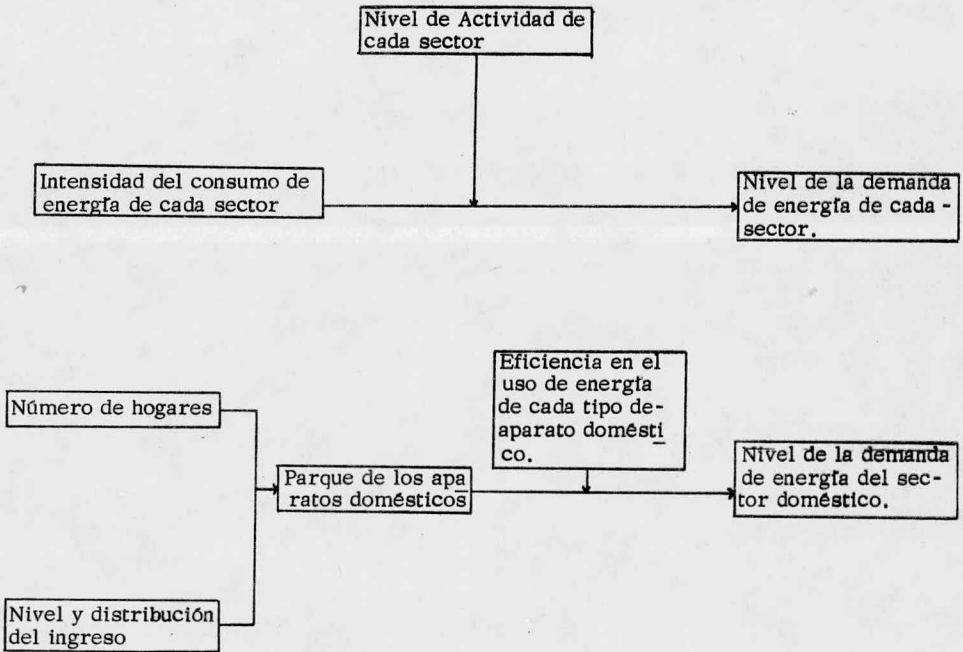 Nivel de Actividad de
cada sector
Intensidad del consumo de
energía de cada sector
Nivel de la demanda
de energía de cada -
sector.
Eficiencia en el
uso de energía
de cada tipo de-
aparato domésti
co.
Número de hogares
Parque de los apa
ratos domésticos
Nivel de la demanda
de energía del sec-
tor doméstico.
Nivel y distribución
del ingreso